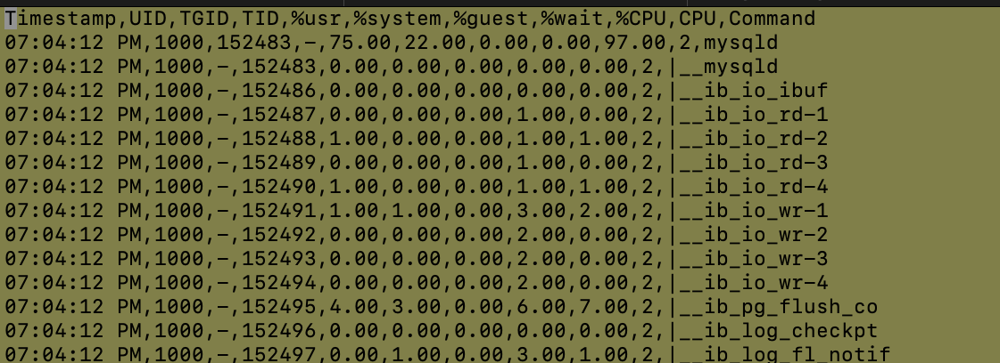 Timestamp,UID,TGID,TID,%usr,%system,%guest,%wait,%CPU,CPU,Command
07:04:12 PM,1000,152483,-,75.00,22.00,0.00,0.00,97.00,2,mysqld
07:04:12 PM,1000,-,152483,0.00,0.00,0.00,0.00,0.00,2,|__mysqld
07:04:12 PM,1000,-,152486,0.00,0.00,0.00,0.00,0.00,2,|__ib_io_ibuf
07:04:12 PM,1000,-,152487,0.00,0.00,0.00,1.00,0.00,2,|__ib_io_rd-1
07:04:12 PM,1000,-,152488,1.00,0.00,0.00,1.00,1.00,2,|__ib_io_rd-2
07:04:12 PM,1000,-,152489,0.00,0.00,0.00,1.00,0.00,2,|__ib_io_rd-3
07:04:12 PM,1000,-,152490,1.00,0.00,0.00,1.00,1.00,2,|__ib_io_rd-4
07:04:12 PM,1000,-,152491,1.00,1.00,0.00,3.00,2.00,2,|__ib_io_wr-1
07:04:12 PM,1000,-,152492,0.00,0.00,0.00,2.00,0.00,2,|__ib_io_wr-2
07:04:12 PM,1000,-,152493,0.00,0.00,0.00,2.00,0.00,2,|__ib_io_wr-3
07:04:12 PM,1000,-,152494,0.00,0.00,0.00,2.00,0.00,2,|__ib_io_wr-4
07:04:12 PM,1000,-,152495,4.00,3.00,0.00,6.00,7.00,2,|__ib_pg_flush_co
07:04:12 PM,1000,-,152496,0.00,0.00,0.00,0.00,0.00,2,|__ib_log_checkpt
07:04:12 PM,1000,-,152497,0.00,1.00,0.00,3.00,1.00,2,|__ib_log_fl_notif